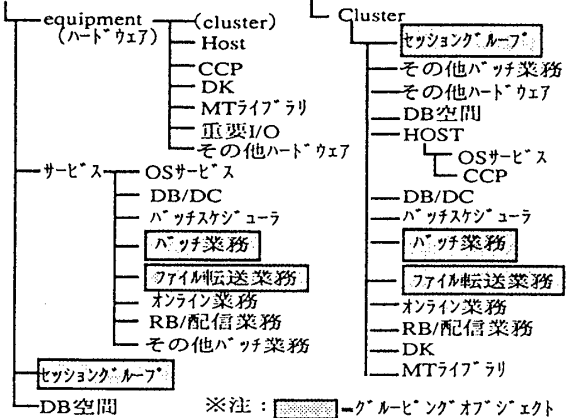 equipment
(ハードウェア)
(cluster)
Host
CCP
DK
MTライブラリ
重要I/O
その他ハードウェア
サービス
OSサービス
DB/DC
バッチスケジューラ
バッチ業務
ファイル転送業務
オンライン業務
RB/配信業務
その他バッチ業務
セッショングループ
DB空間
Cluster
セッショングループ
その他バッチ業務
その他ハードウェア
DB空間
HOST
OSサービス
CCP
DB/DC
バッチスケジューラ
バッチ業務
ファイル転送業務
オンライン業務
RB/配信業務
DK
MTライブラリ
※注：=グルーピングオブジェクト